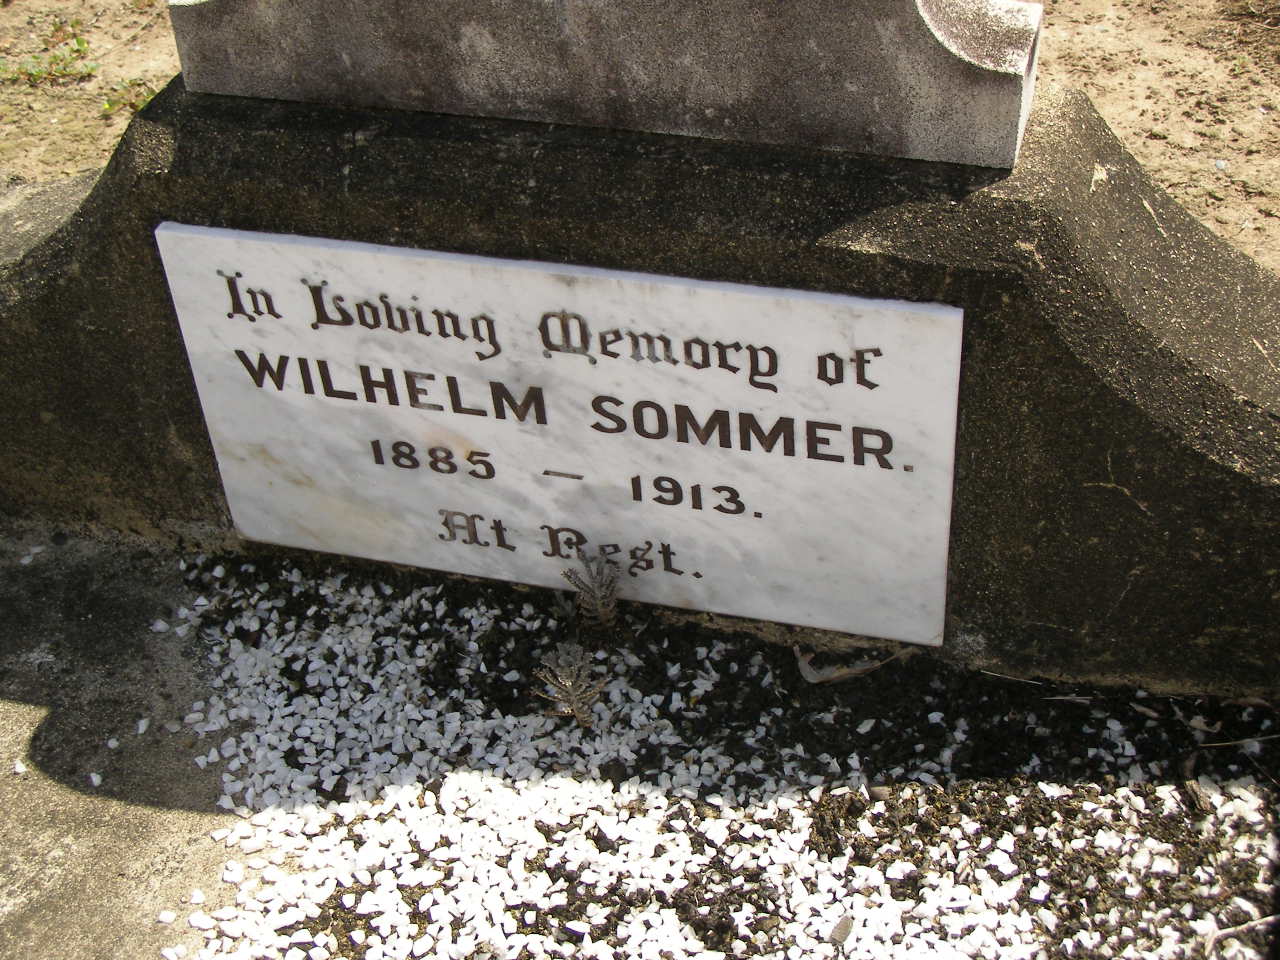 In Loving Memory of
WILHELM SOMMER.
1885 — 1913.
At Rest.